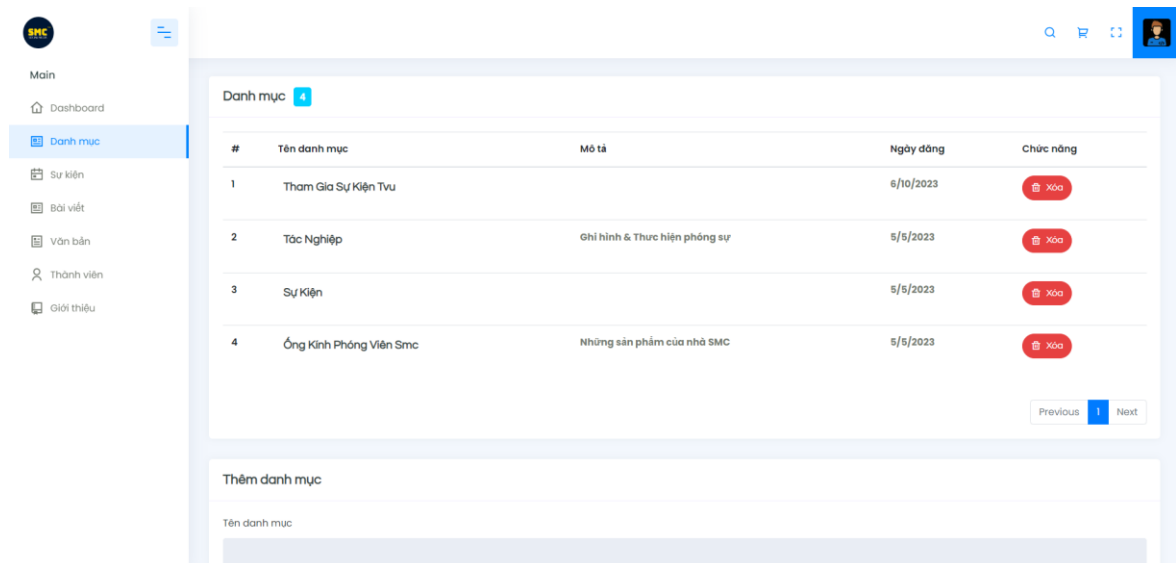 SMC
Main
Dashboard
Danh mục
Sự kiện
Bài viết
Văn bản
Thành viên
Giới thiệu
Danh mục 4
# Tên danh mục Mô tả Ngày đăng Chức năng
1 Tham Gia Sự Kiện Tvu 6/10/2023 Xóa
2 Tác Nghiệp Ghi hình & Thực hiện phóng sự 5/5/2023 Xóa
3 Sự Kiện 5/5/2023 Xóa
4 Ống Kính Phóng Viên Smc Những sản phẩm của nhà SMC 5/5/2023 Xóa
Previous 1 Next
Thêm danh mục
Tên danh mục